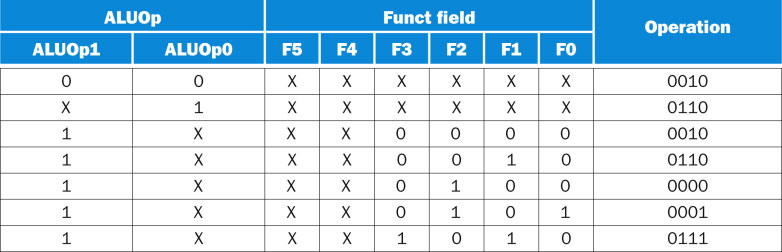 ALUOp Funct field Operation
ALUOp1 ALUOp0 F5 F4 F3 F2 F1 F0
0 0 X X X X X X 0010
X 1 X X X X X X 0110
1 X X X 0 0 0 0 0010
1 X X X 0 0 1 0 0110
1 X X X 0 1 0 0 0000
1 X X X 0 1 0 1 0001
1 X X X 1 0 1 0 0111